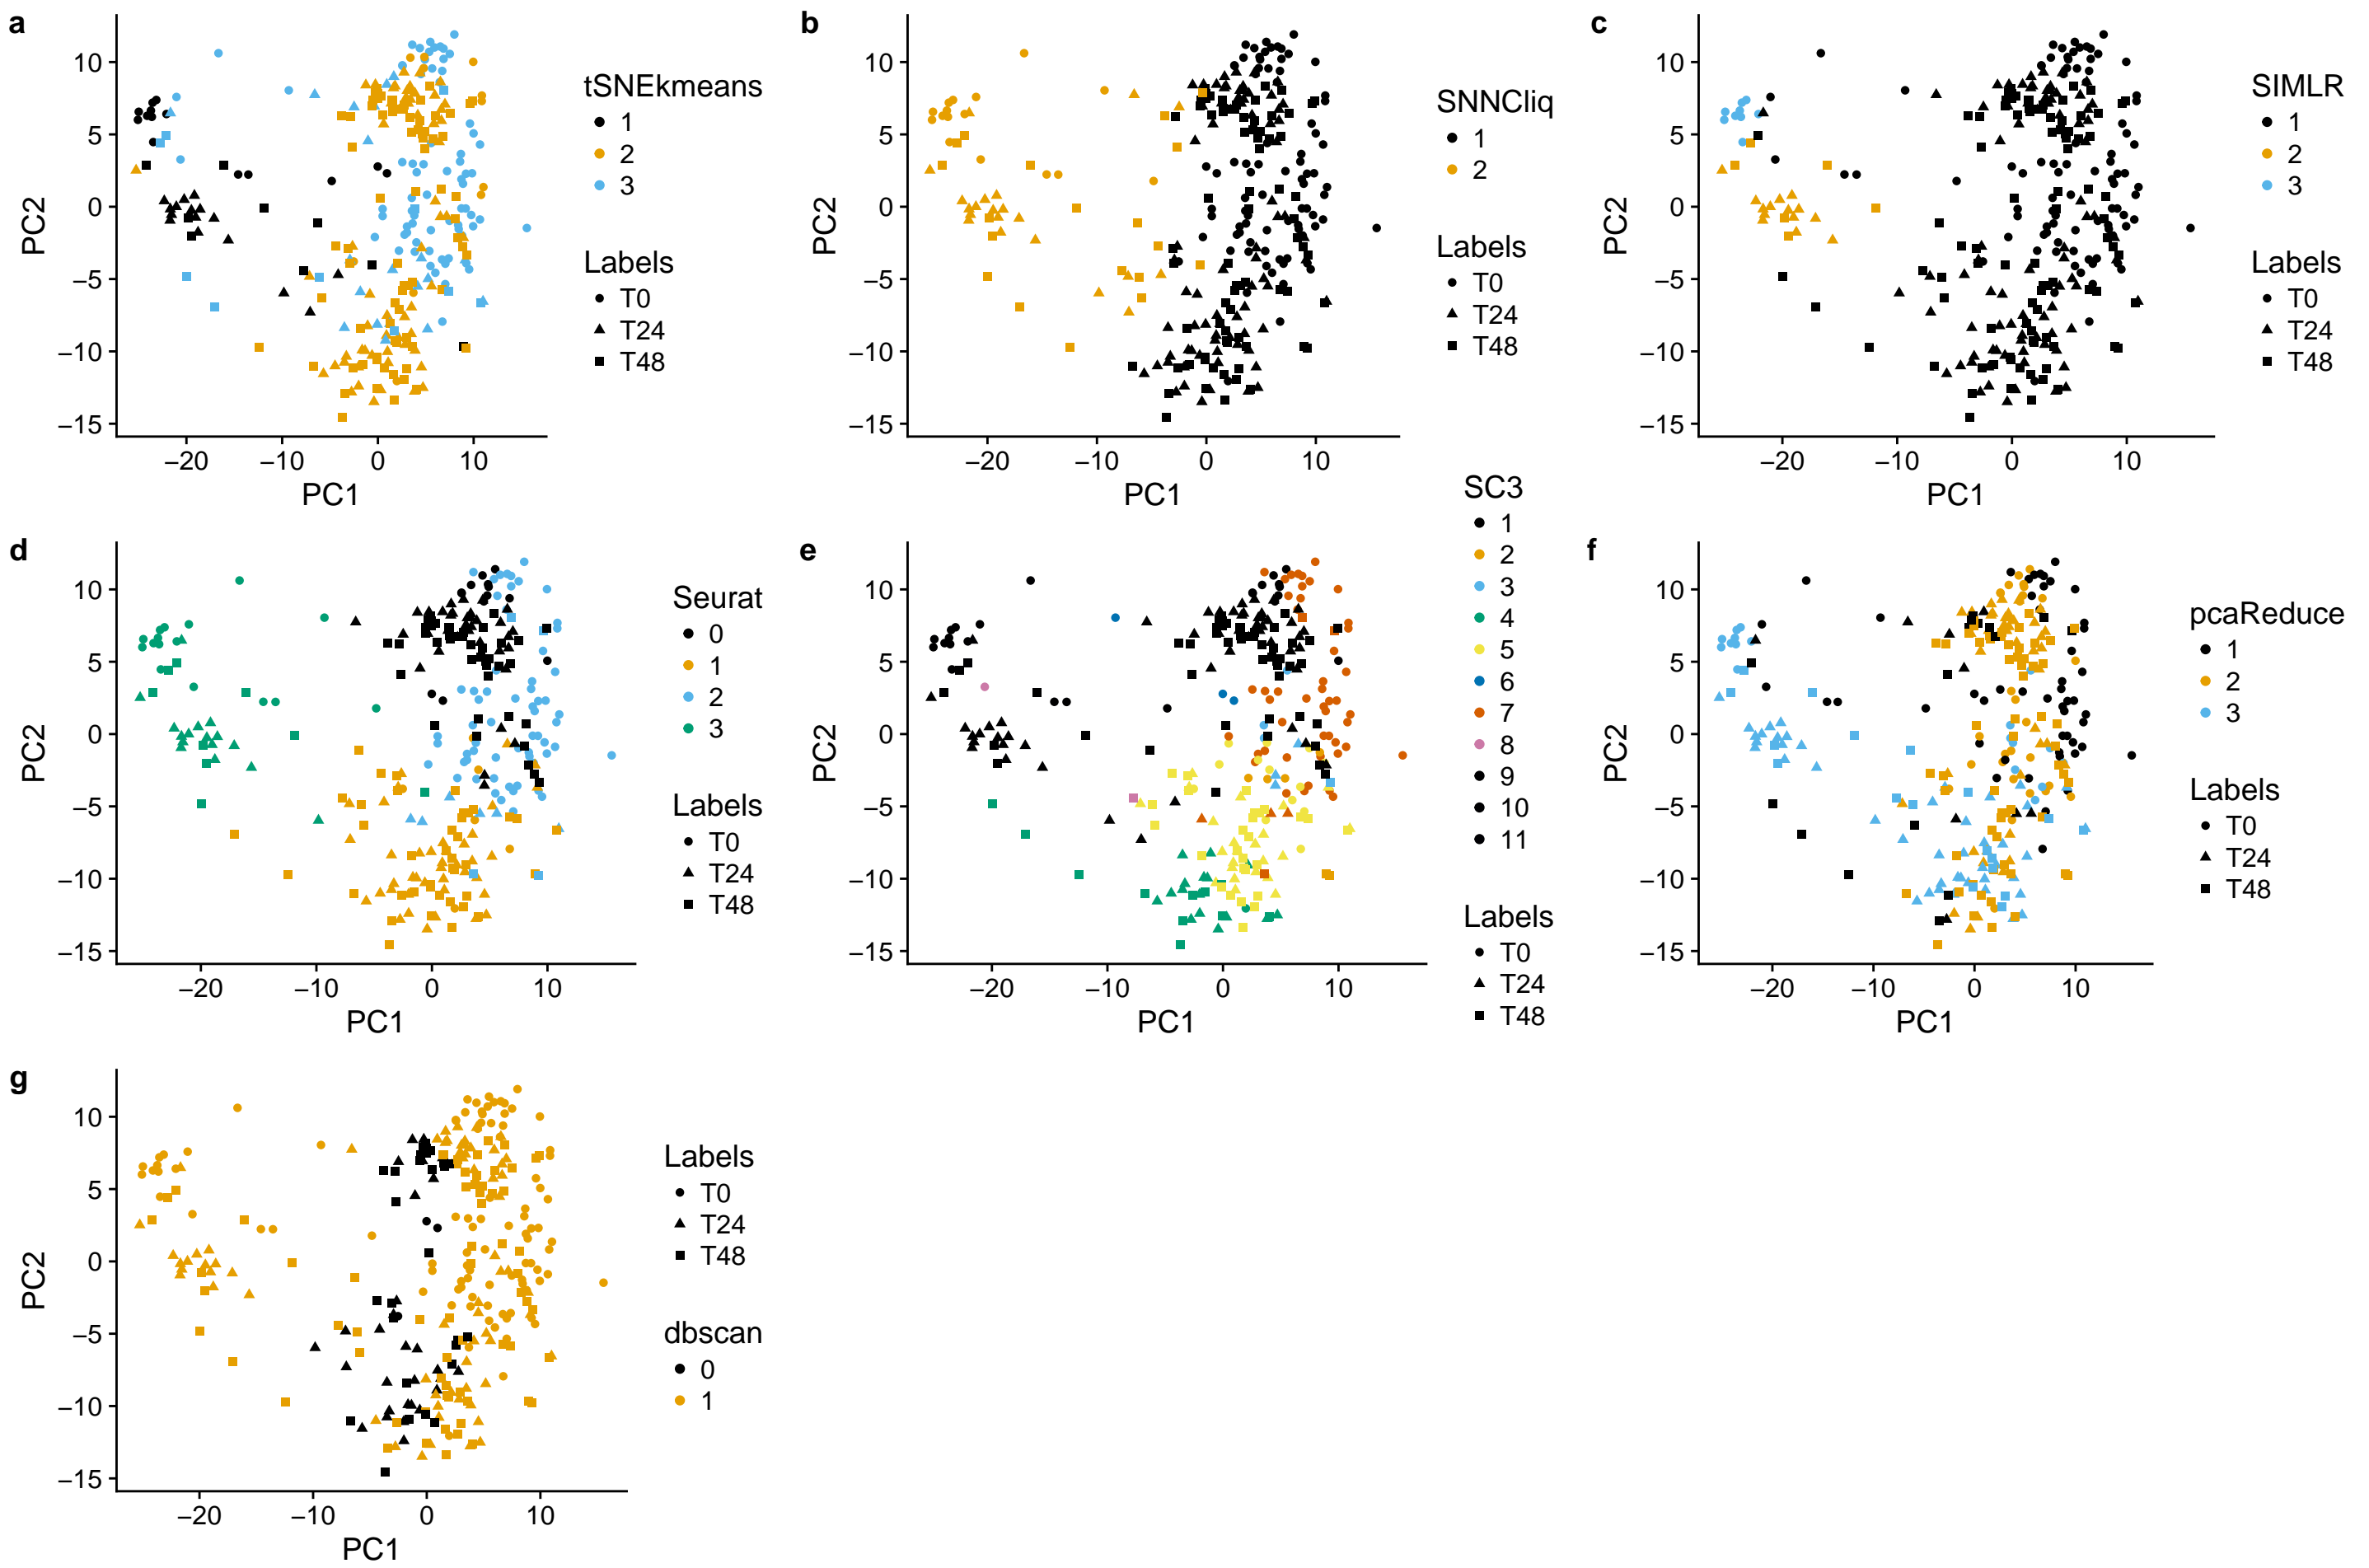 a
10
5
0
−5
−10
−15
PC2
−20 −10 0 10
PC1
tSNEkmeans
1
2
3
Labels
T0
T24
T48
b
10
5
0
−5
−10
−15
PC2
−20 −10 0 10
PC1
SNNCliq
1
2
Labels
T0
T24
T48
c
10
5
0
−5
−10
−15
PC2
−20 −10 0 10
PC1
SIMLR
1
2
3
Labels
T0
T24
T48
d
10
5
0
−5
−10
−15
PC2
−20 −10 0 10
PC1
Seurat
0
1
2
3
Labels
T0
T24
T48
e
10
5
0
−5
−10
−15
PC2
−20 −10 0 10
PC1
SC3
1
2
3
4
5
6
7
8
9
10
11
Labels
T0
T24
T48
f
10
5
0
−5
−10
−15
PC2
−20 −10 0 10
PC1
pcaReduce
1
2
3
Labels
T0
T24
T48
g
10
5
0
−5
−10
−15
PC2
−20 −10 0 10
PC1
Labels
T0
T24
T48
dbscan
0
1